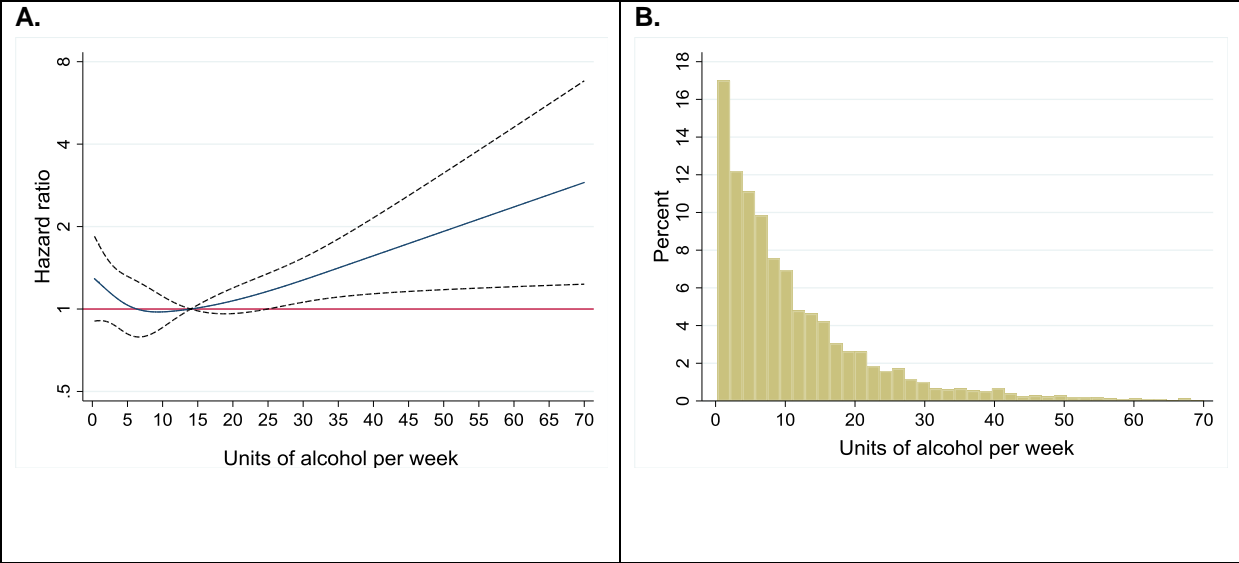 A.
Hazard ratio
8
4
2
1
.5
0 5 10 15 20 25 30 35 40 45 50 55 60 65 70
Units of alcohol per week
B.
Percent
18
16
14
12
10
8
6
4
2
0
0 10 20 30 40 50 60 70
Units of alcohol per week